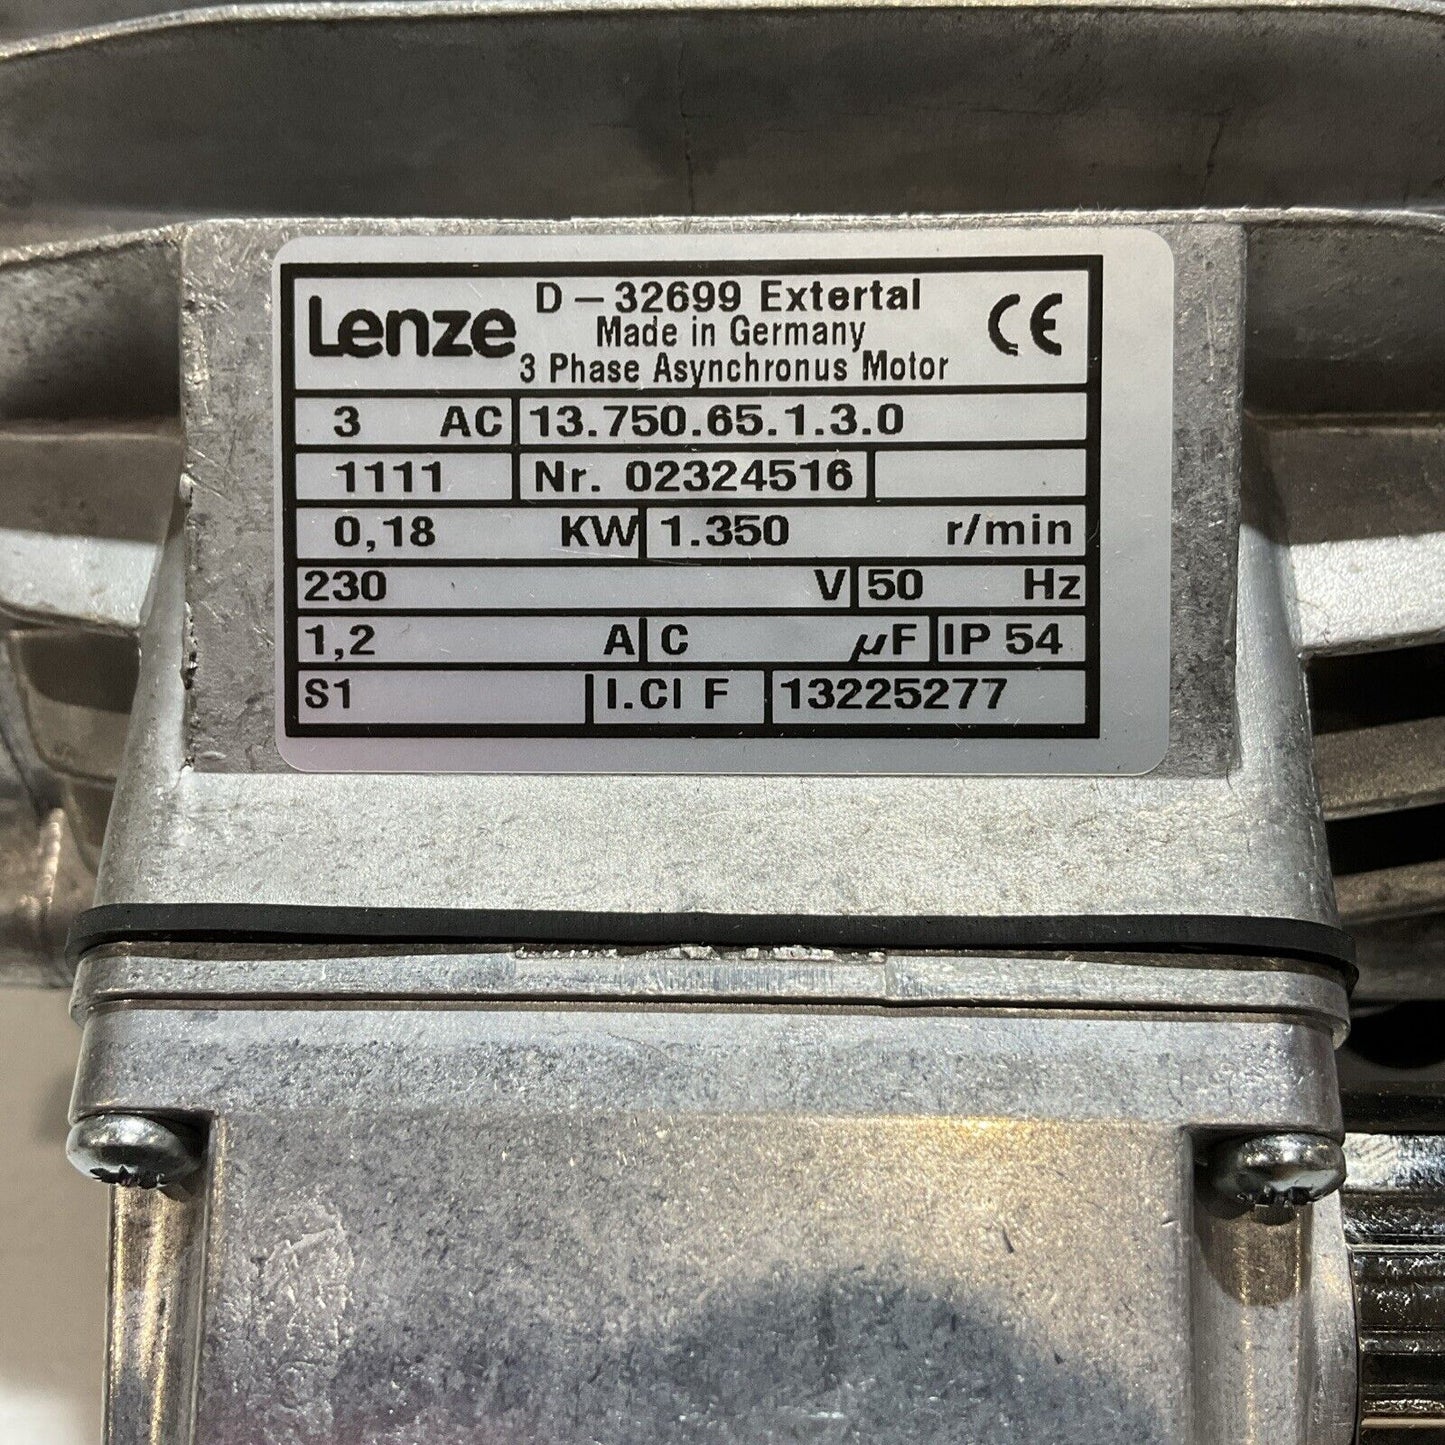 Lenze D – 32699 Extertal CE
Made in Germany
3 Phase Asynchronus Motor
3 AC 13.750.65.1.3.0
1111 Nr. 02324516
0,18 KW 1.350 r/min
230 V 50 Hz
1,2 A C µF IP 54
S1 I.Cl F 13225277